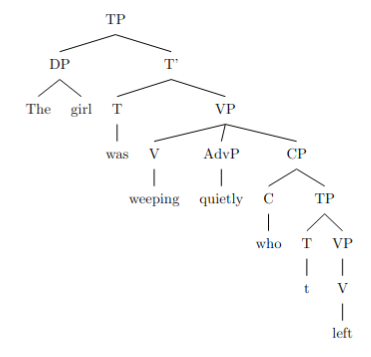 TP
DP T'
The girl T VP
was V AdvP CP
weeping quietly C TP
who T VP
t V
left